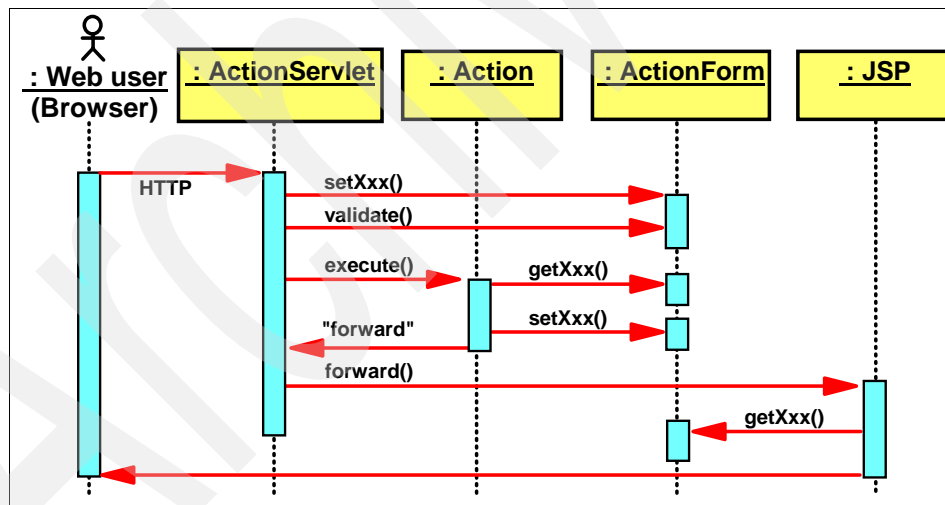 : Web user
(Browser)
: ActionServlet
: Action
: ActionForm
: JSP
HTTP
setXxx()
validate()
execute()
getXxx()
setXxx()
"forward"
forward()
getXxx()